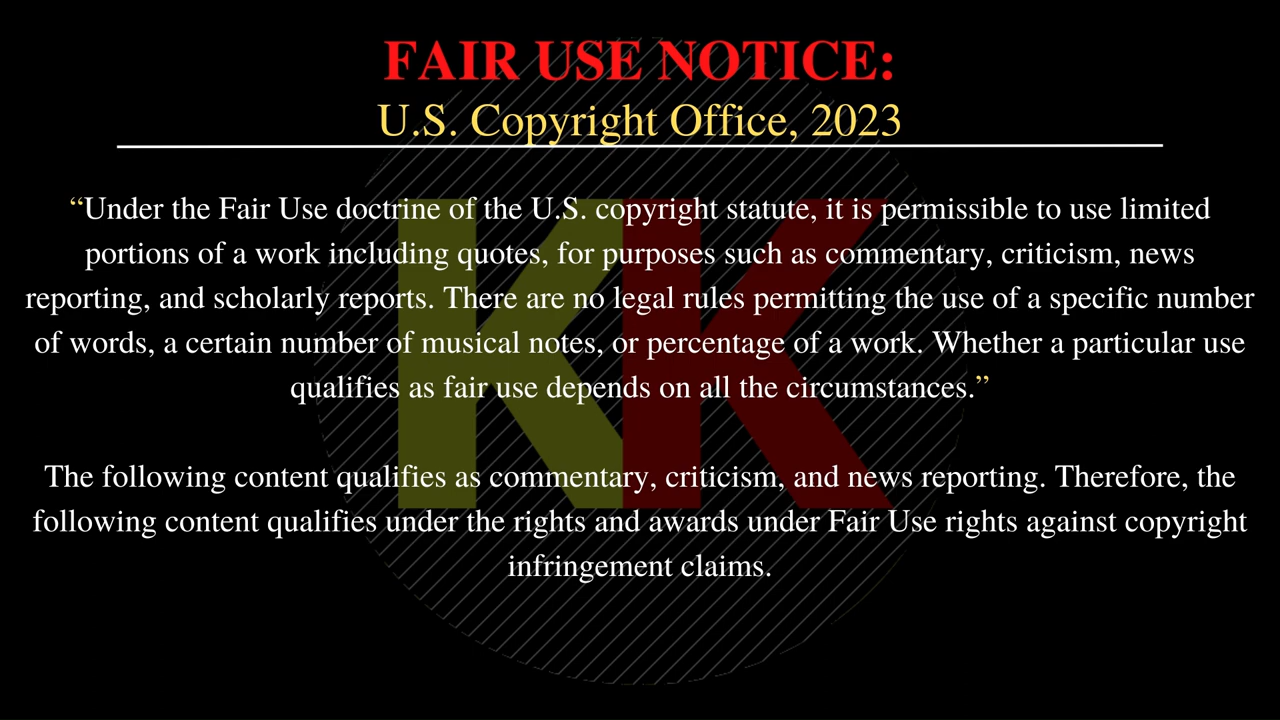 FAIR USE NOTICE:
U.S. Copyright Office, 2023
“Under the Fair Use doctrine of the U.S. copyright statute, it is permissible to use limited
portions of a work including quotes, for purposes such as commentary, criticism, news
reporting, and scholarly reports. There are no legal rules permitting the use of a specific number
of words, a certain number of musical notes, or percentage of a work. Whether a particular use
qualifies as fair use depends on all the circumstances.”
The following content qualifies as commentary, criticism, and news reporting. Therefore, the
following content qualifies under the rights and awards under Fair Use rights against copyright
infringement claims.
KK